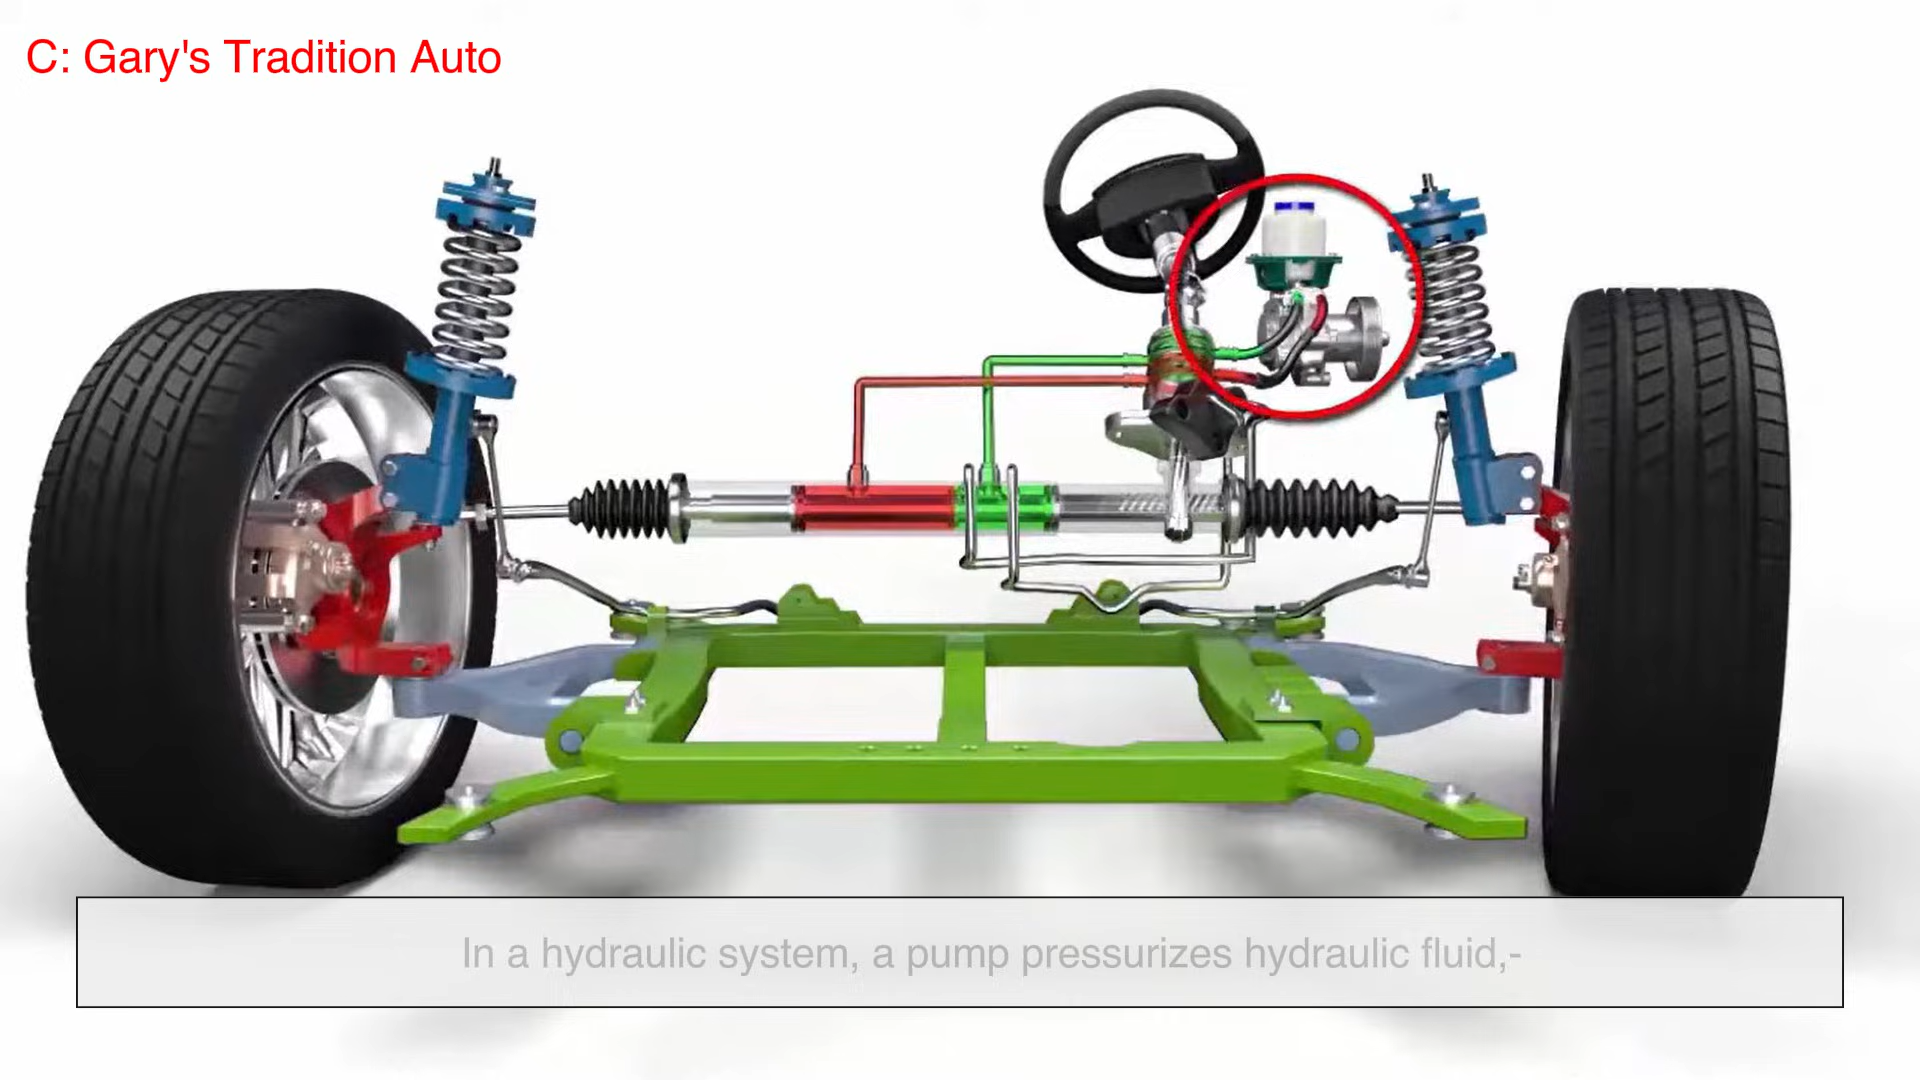 C: Gary's Tradition Auto
In a hydraulic system, a pump pressurizes hydraulic fluid,-